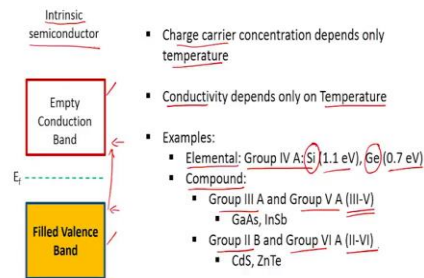 Intrinsic
semiconductor
Empty
Conduction
Band
Ef
Filled Valence
Band
▪ Charge carrier concentration depends only
temperature
▪ Conductivity depends only on Temperature
▪ Examples:
▪ Elemental: Group IV A: Si (1.1 eV), Ge (0.7 eV)
▪ Compound:
▪ Group III A and Group V A (III-V)
▪ GaAs, InSb
▪ Group II B and Group VI A (II-VI)
▪ CdS, ZnTe